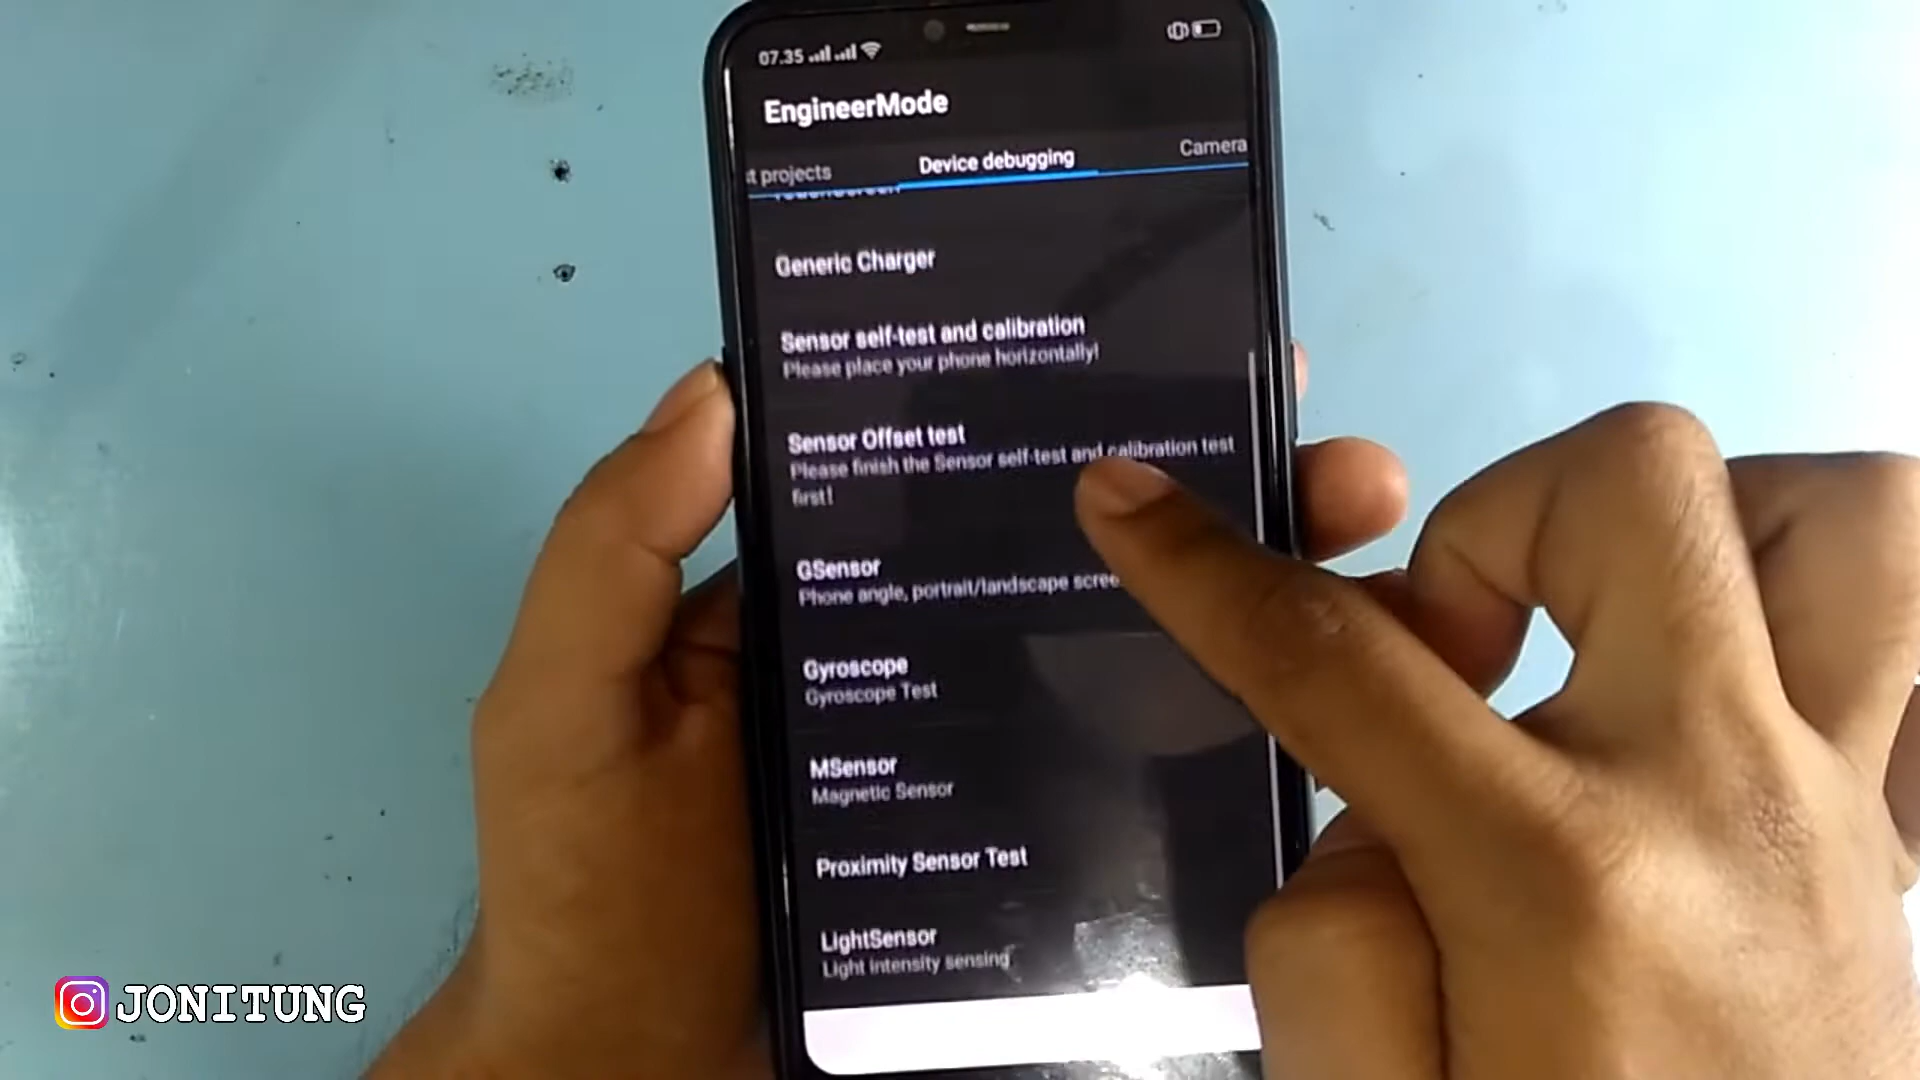 07.35
EngineerMode
t projects Device debugging Camera
Touchscreen
Generic Charger
Sensor self-test and calibration
Please place your phone horizontally!
Sensor Offset test
Please finish the Sensor self-test and calibration test
first!
GSensor
Phone angle, portrait/landscape scree
Gyroscope
Gyroscope Test
MSensor
Magnetic Sensor
Proximity Sensor Test
LightSensor
Light intensity sensing
JONITUNG